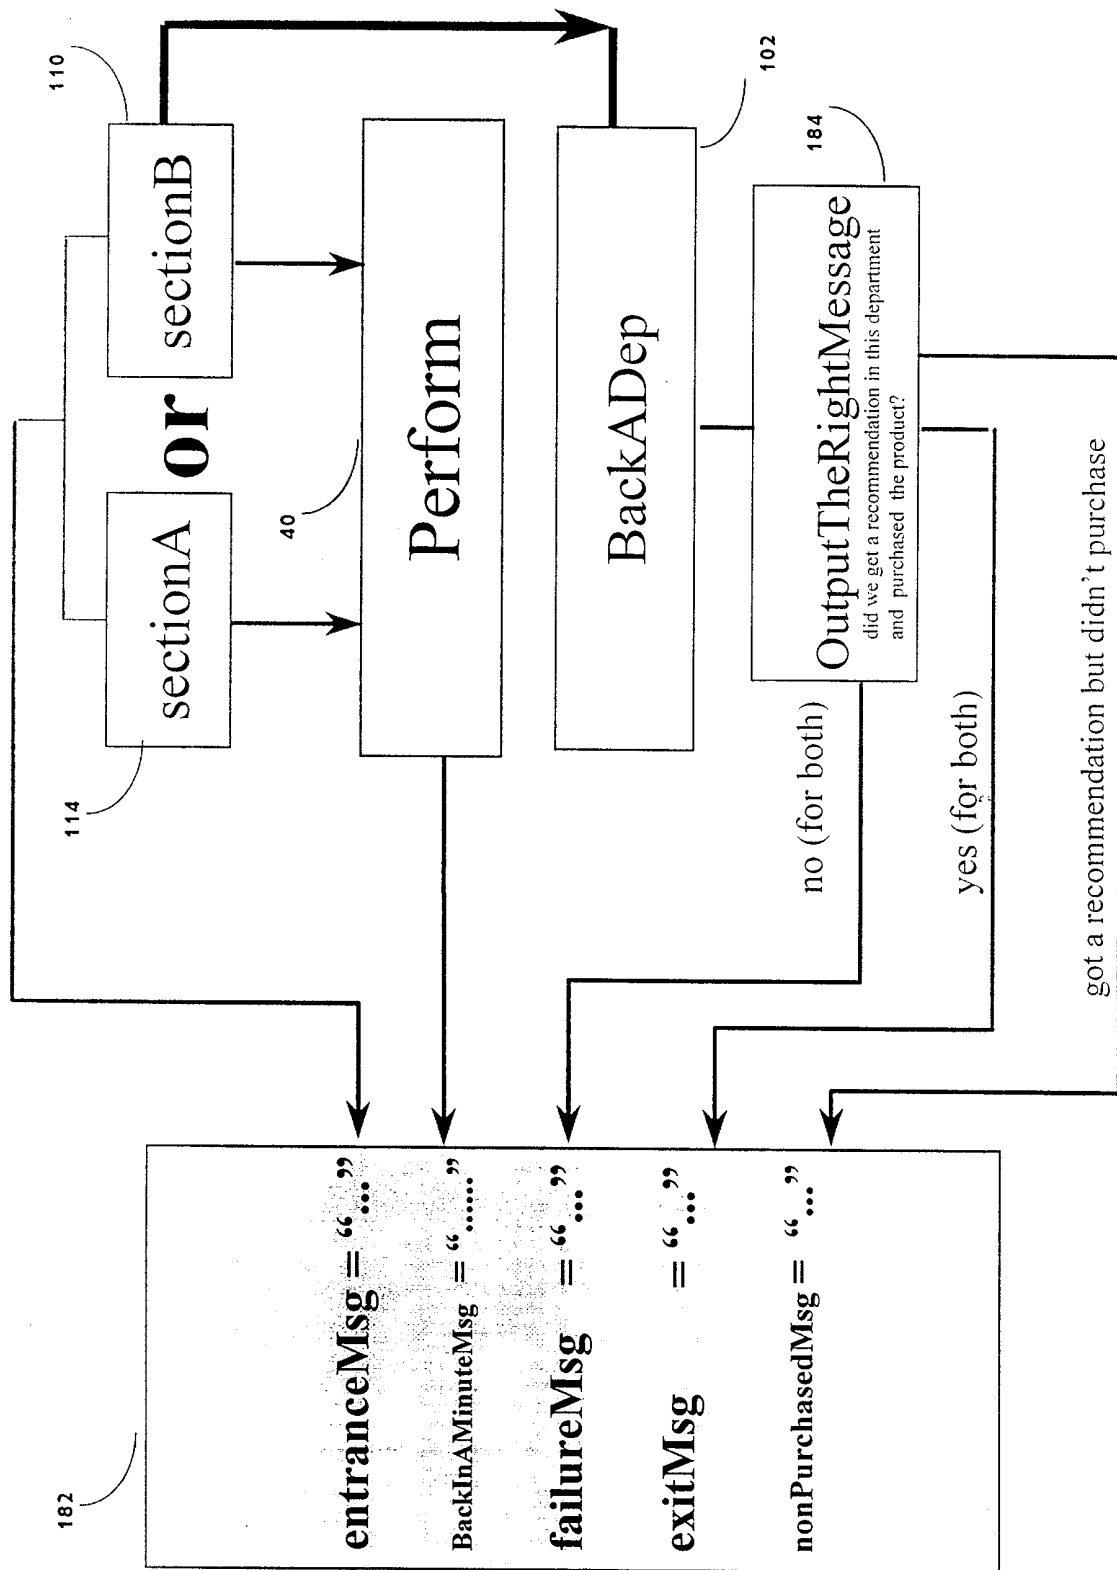 182
entranceMsg = “...”
BackInAMinuteMsg = “......”
failureMsg = “...”
exitMsg = “...”
nonPurchasedMsg = “...”
114
sectionA
or
sectionB
110
40
Perform
BackADep
102
184
OutputTheRightMessage
did we get a recommendation in this department
and purchased the product?
no (for both)
yes (for both)
got a recommendation but didn't purchase